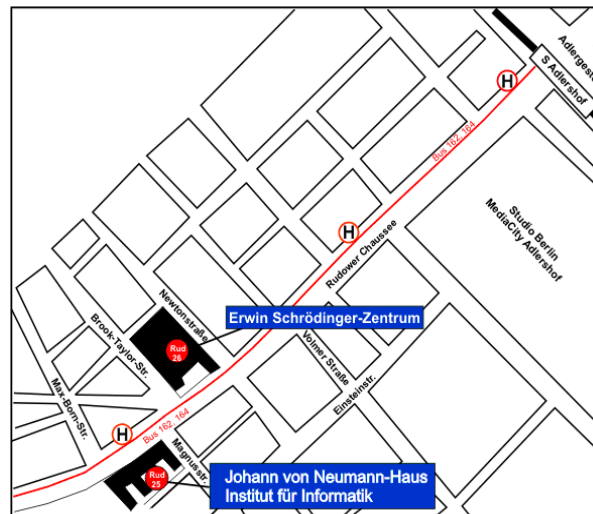 Adlergest
S Adlershof
H
Bus 162, 164
Studio Berlin
MediaCity Adlershof
H
Rudower Chaussee
Newtonstraße
Erwin Schrödinger-Zentrum
Brook-Taylor-Str.
Rud
26
Volmer Straße
Einsteinstr.
Max-Born-Str.
H
Bus 162, 164
Magnusstr.
Rud
25
Johann von Neumann-Haus
Institut für Informatik